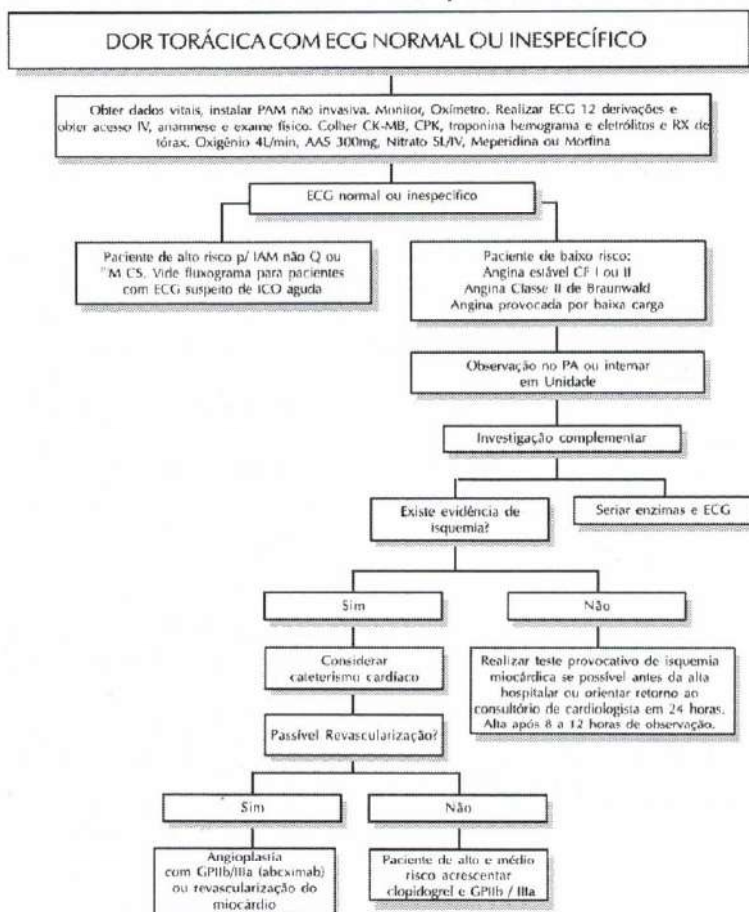 DOR TORÁCICA COM ECG NORMAL OU INESPECÍFICO
Obter dados vitais, instalar PAM não invasiva. Monitor, Oxímetro. Realizar ECG 12 derivações e
obter acesso IV, anamnese e exame físico. Colher CK-MB, CPK, troponina hemograma e eletrólitos e RX de
tórax. Oxigênio 4L/min, AAS 300mg, Nitrato SL/IV, Meperidina ou Morfina
ECG normal ou inespecífico
Paciente de alto risco p/ IAM não Q ou
M CS. Vide fluxograma para pacientes
com ECG suspeito de ICO aguda
Paciente de baixo risco:
Angina estável CF I ou II
Angina Classe II de Braunwald
Angina provocada por baixa carga
Observação no PA ou internar
em Unidade
Investigação complementar
Existe evidência de
isquemia?
Seriar enzimas e ECG
Sim
Não
Considerar
cateterismo cardíaco
Realizar teste provocativo de isquemia
miocárdica se possível antes da alta
hospitalar ou orientar retorno ao
consultório de cardiologista em 24 horas.
Alta após 8 a 12 horas de observação.
Passível Revascularização?
Sim
Não
Angioplastia
com GPIIb/IIIa (abciximab)
ou revascularização do
miocárdio
Paciente de alto e médio
risco acrescentar
clopidogrel e GPIIb / IIIa